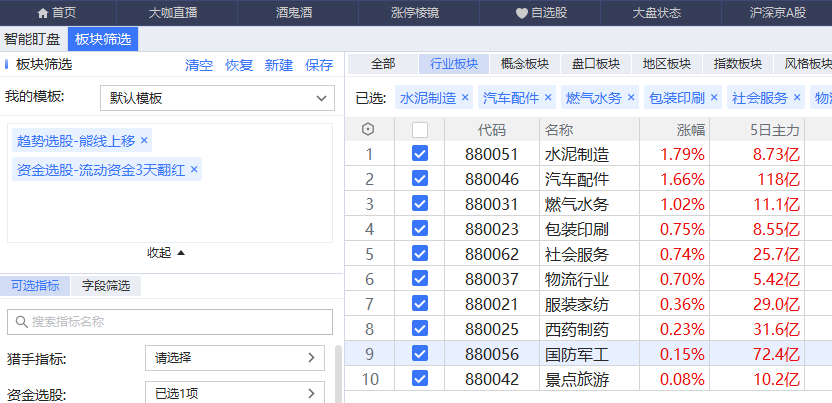 首页 大咖直播 酒鬼酒 涨停棱镜 自选股 大盘状态 沪深京A股
智能盯盘 板块筛选
板块筛选 清空 恢复 新建 保存
我的模板: 默认模板
趋势选股-能线上移 ×
资金选股-流动资金3天翻红 ×
收起
可选指标 字段筛选
搜索指标名称
猎手指标: 请选择
资金选股: 已选1项
全部 行业板块 概念板块 盘口板块 地区板块 指数板块 风格板块
已选: 水泥制造 × 汽车配件 × 燃气水务 × 包装印刷 × 社会服务 × 物
代码 名称 涨幅 5日主力
1 880051 水泥制造 1.79% 8.73亿
2 880046 汽车配件 1.66% 118亿
3 880031 燃气水务 1.02% 11.1亿
4 880023 包装印刷 0.75% 8.55亿
5 880062 社会服务 0.74% 25.7亿
6 880037 物流行业 0.70% 5.42亿
7 880021 服装家纺 0.36% 29.0亿
8 880025 西药制药 0.23% 31.6亿
9 880056 国防军工 0.15% 72.4亿
10 880042 景点旅游 0.08% 10.2亿